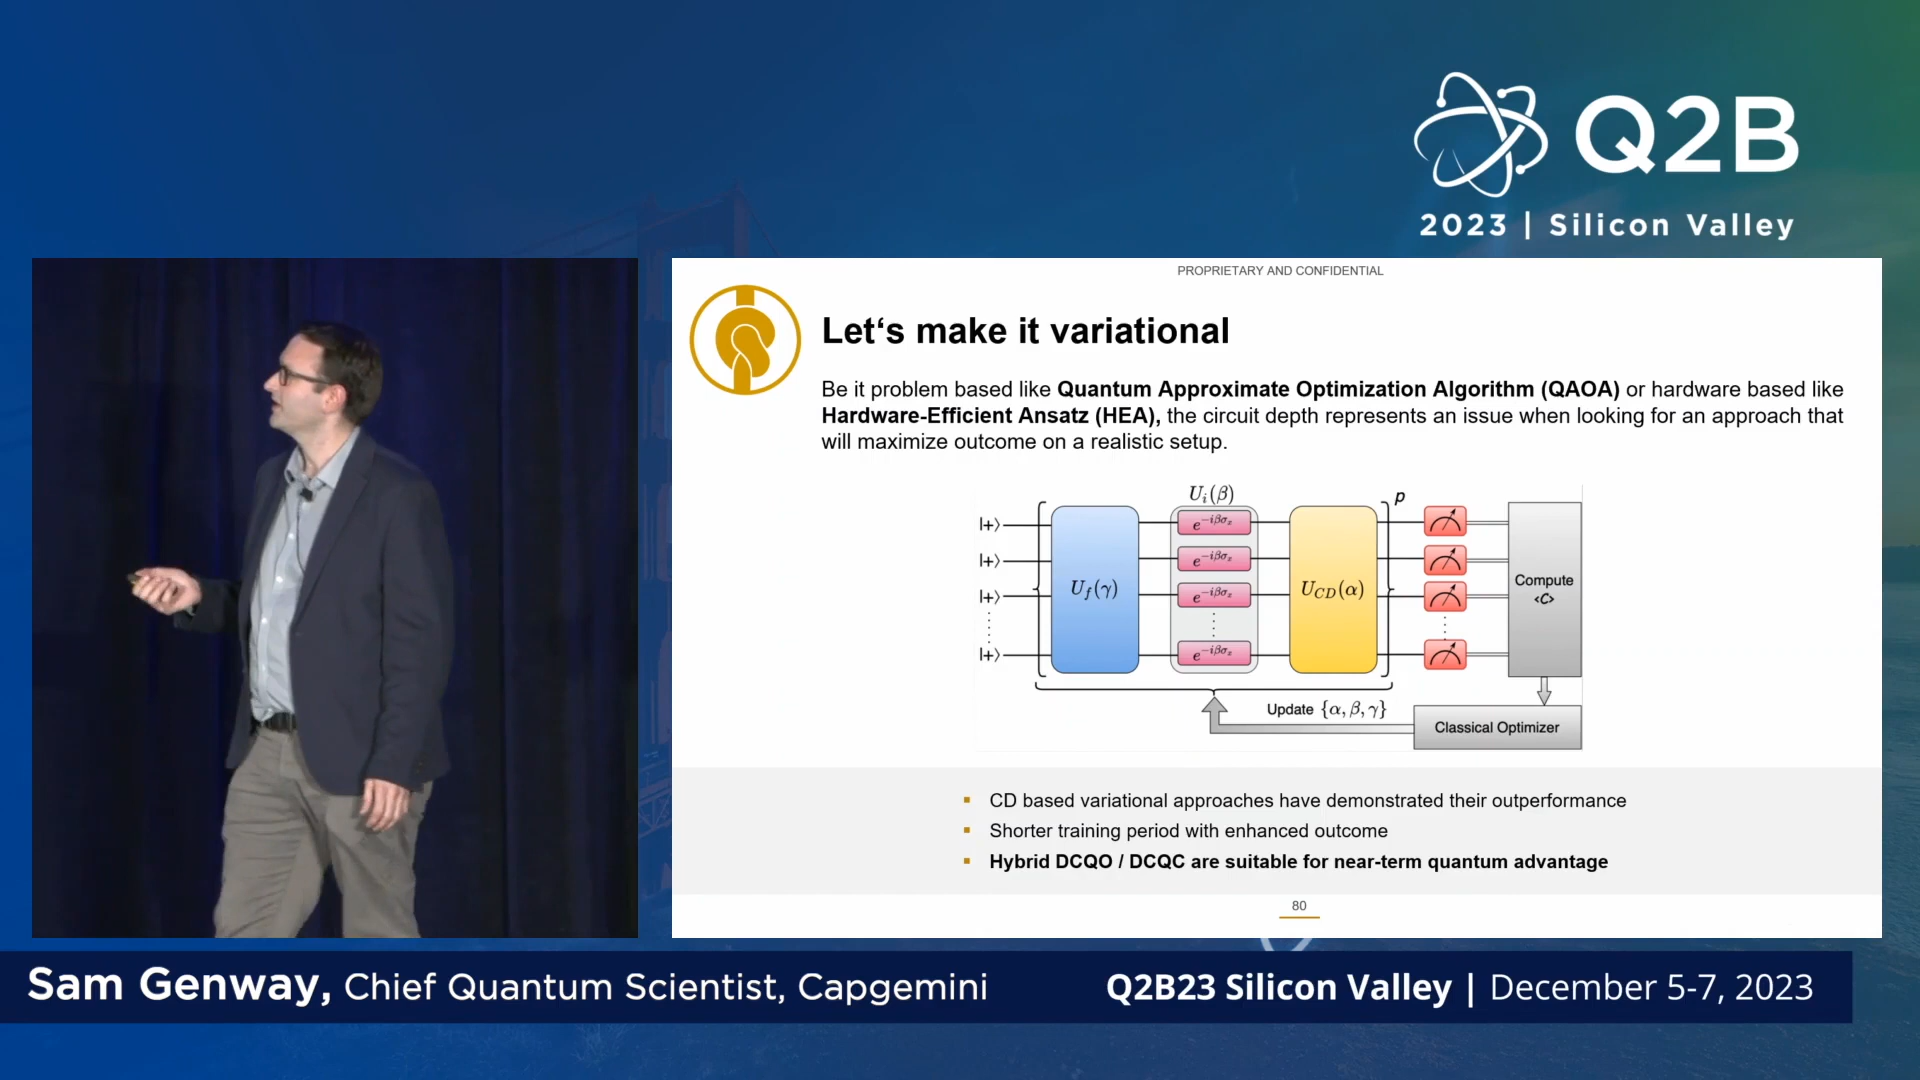 Q2B
2023 | Silicon Valley
PROPRIETARY AND CONFIDENTIAL
Let‘s make it variational
Be it problem based like Quantum Approximate Optimization Algorithm (QAOA) or hardware based like
Hardware-Efficient Ansatz (HEA), the circuit depth represents an issue when looking for an approach that
will maximize outcome on a realistic setup.
U_i(β)
p
|+⟩
|+⟩
|+⟩
|+⟩
U_f(γ)
e^{-iβσ_x}
e^{-iβσ_x}
e^{-iβσ_x}
e^{-iβσ_x}
U_{CD}(α)
Compute
<C>
Update {α, β, γ}
Classical Optimizer
▪ CD based variational approaches have demonstrated their outperformance
▪ Shorter training period with enhanced outcome
▪ Hybrid DCQO / DCQC are suitable for near-term quantum advantage
80
Sam Genway, Chief Quantum Scientist, Capgemini
Q2B23 Silicon Valley | December 5-7, 2023